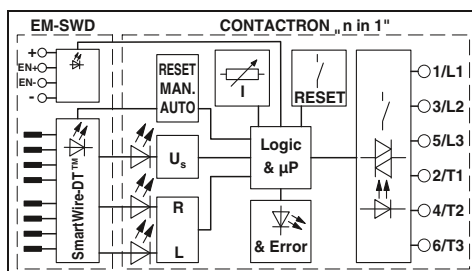 EM-SWD
CONTACTRON „n in 1"
+
EN+
EN-
-
SmartWire-DT™
RESET
MAN.
AUTO
I
RESET
Us
R
L
Logic
& µP
& Error
1/L1
3/L2
5/L3
2/T1
4/T2
6/T3